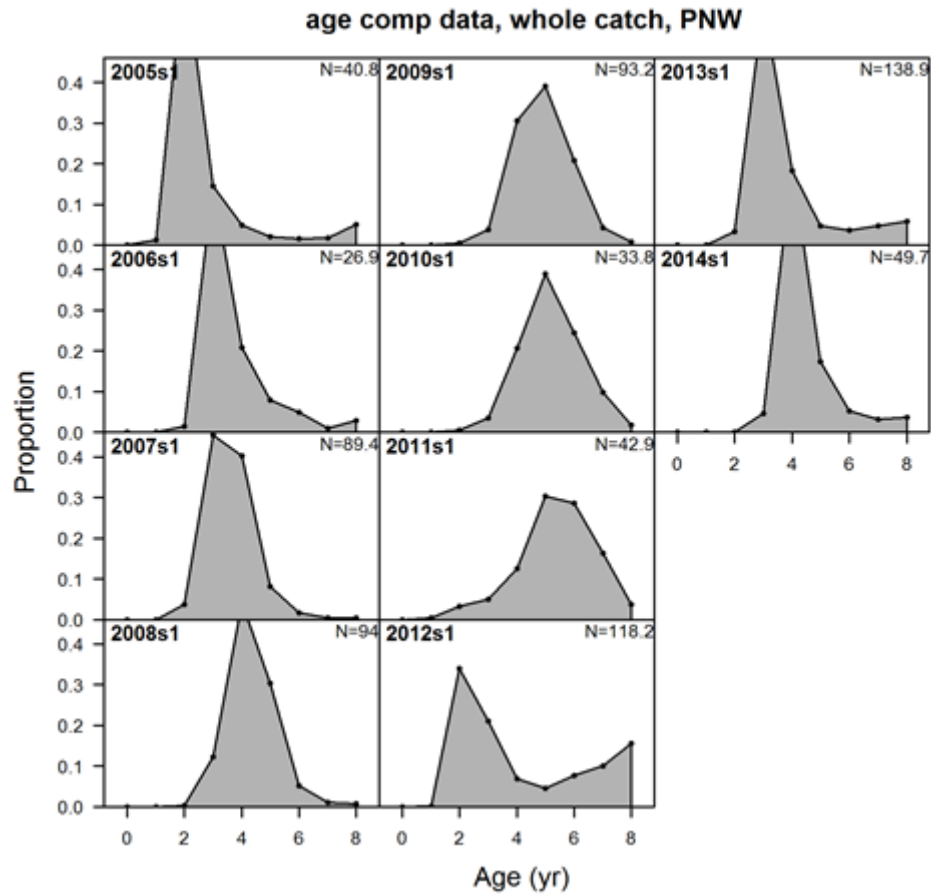 age comp data, whole catch, PNW
2005s1 N=40.8 2009s1 N=93.2 2013s1 N=138.9
0.4
0.3
0.2
0.1
0.0
2006s1 N=26.9 2010s1 N=33.8 2014s1 N=49.7
0.4
0.3
0.2
0.1
0.0
2007s1 N=89.4 2011s1 N=42.9
0 2 4 6 8
0.4
0.3
0.2
0.1
0.0
2008s1 N=94 2012s1 N=118.2
0.4
0.3
0.2
0.1
0.0
0 2 4 6 8 0 2 4 6 8
Proportion
Age (yr)